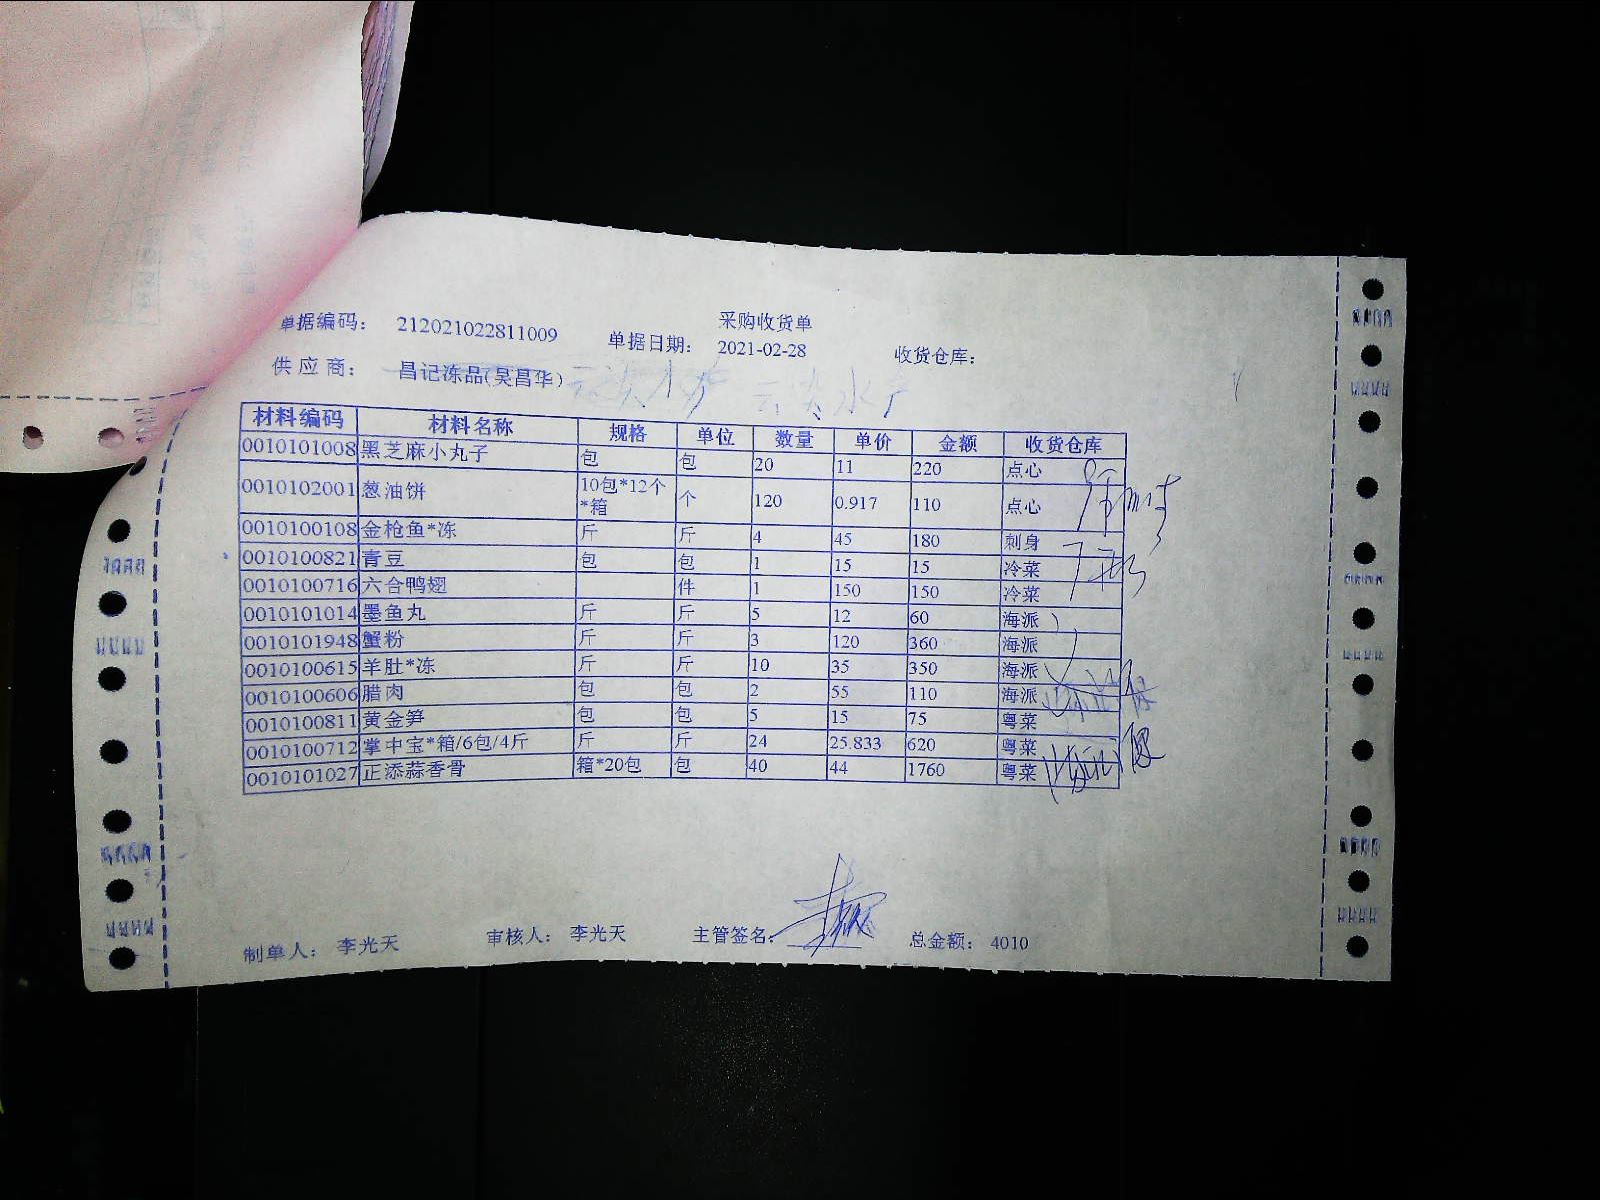 采购收货单
单据编码： 212021022811009 单据日期： 2021-02-28 收货仓库：
供应商： 昌记冻品(吴昌华) 云尖水产
材料编码 材料名称 规格 单位 数量 单价 金额 收货仓库
0010101008 黑芝麻小丸子 包 包 20 11 220 点心
0010102001 葱油饼 10包*12个*箱 个 120 0.917 110 点心
0010100108 金枪鱼*冻 斤 斤 4 45 180 刺身
0010100821 青豆 包 包 1 15 15 冷菜
0010100716 六合鸭翅 件 1 150 150 冷菜
0010101014 墨鱼丸 斤 斤 5 12 60 海派
0010101948 蟹粉 斤 斤 3 120 360 海派
0010100615 羊肚*冻 斤 斤 10 35 350 海派
0010100606 腊肉 包 包 2 55 110 海派
0010100811 黄金笋 包 包 5 15 75 粤菜
0010100712 掌中宝*箱/6包/4斤 斤 斤 24 25.833 620 粤菜
0010101027 正添蒜香骨 箱*20包 包 40 44 1760 粤菜
制单人： 李光天 审核人： 李光天 主管签名： 总金额： 4010